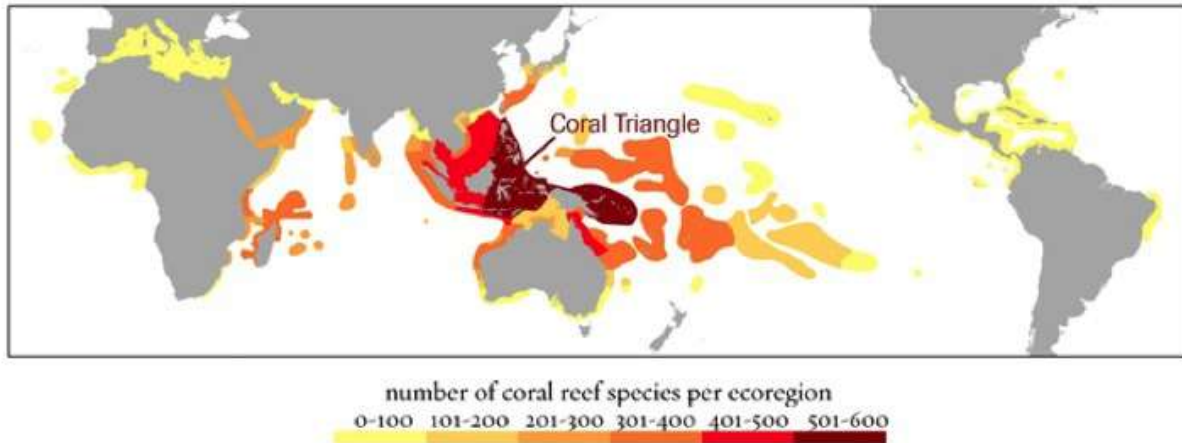 Coral Triangle
number of coral reef species per ecoregion
0-100 101-200 201-300 301-400 401-500 501-600